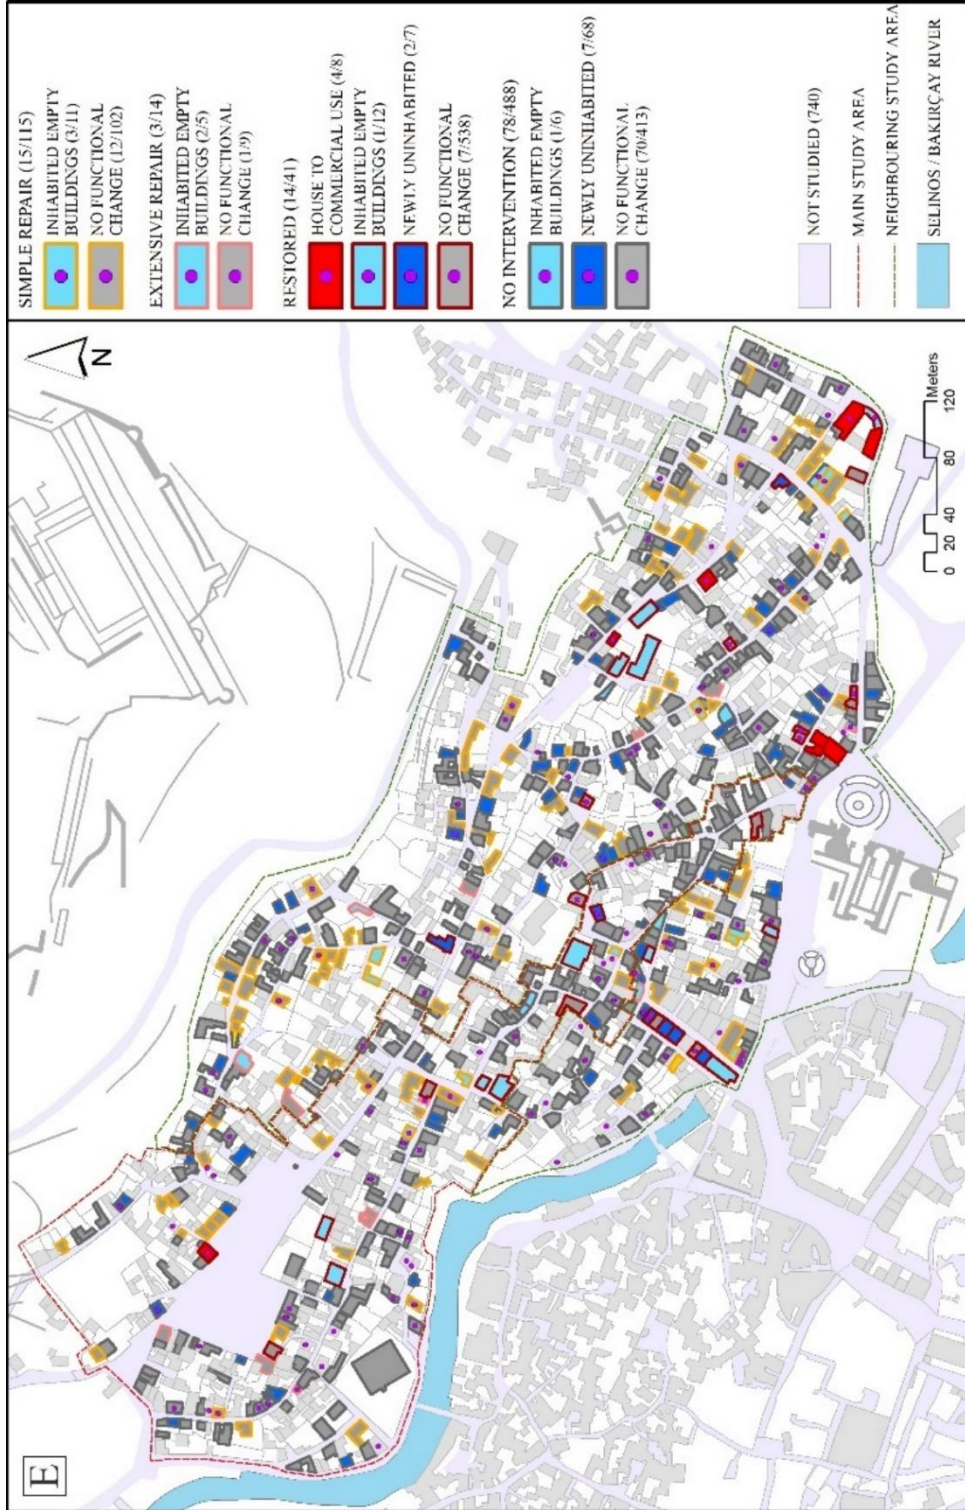 E
N
0 20 40 80 120
Meters
SIMPLE REPAIR (15/115)
INHABITED EMPTY
BUILDINGS (3/11)
NO FUNCTIONAL
CHANGE (12/102)
EXTENSIVE REPAIR (3/14)
INHABITED EMPTY
BUILDINGS (2/5)
NO FUNCTIONAL
CHANGE (1/9)
RESTORED (14/41)
HOUSE TO
COMMERCIAL USE (4/8)
INHABITED EMPTY
BUILDINGS (1/12)
NEWLY UNINHABITED (2/7)
NO FUNCTIONAL
CHANGE (7/538)
NO INTERVENTION (78/488)
INHABITED EMPTY
BUILDINGS (1/6)
NEWLY UNINHABITED (7/68)
NO FUNCTIONAL
CHANGE (70/413)
NOT STUDIED (740)
MAIN STUDY AREA
NEIGHBOURING STUDY AREA
SELINOS / BAKIRÇAY RIVER